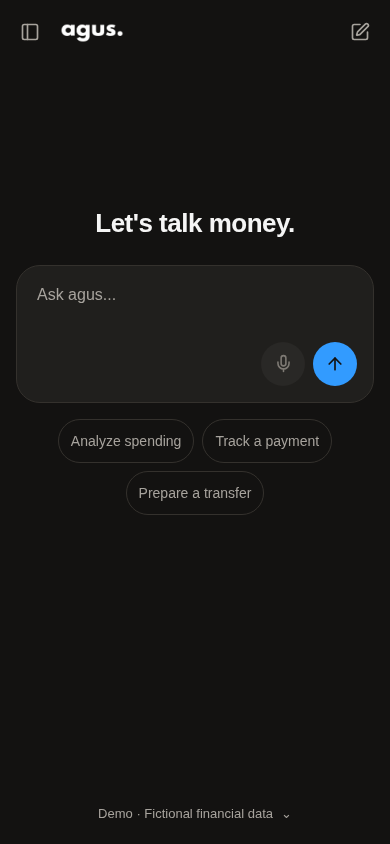 agus.
Let's talk money.
Ask agus...
Analyze spending
Track a payment
Prepare a transfer
Demo · Fictional financial data